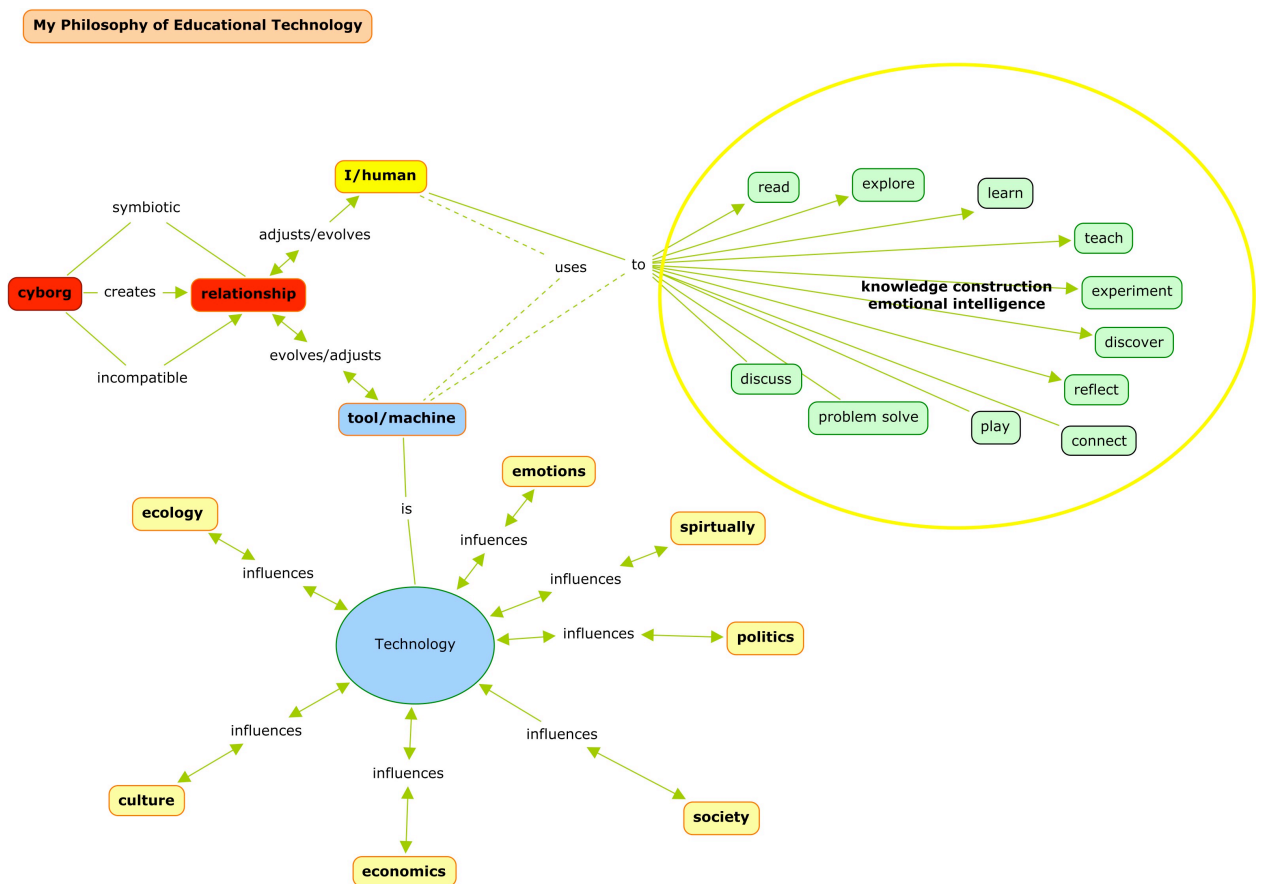 My Philosophy of Educational Technology
I/human
read
explore
learn
symbiotic
adjusts/evolves
teach
uses
to
cyborg
creates
relationship
knowledge construction
emotional intelligence
experiment
discover
evolves/adjusts
incompatible
discuss
reflect
tool/machine
problem solve
play
connect
emotions
ecology
is
spirtually
infuences
influences
influences
Technology
influences
politics
influences
influences
influences
culture
society
economics